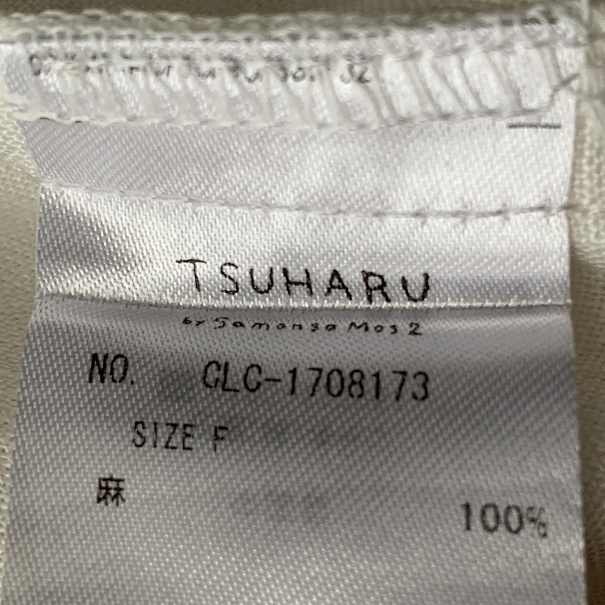 TSUHARU
by Samansa Mos2
NO. CLC-1708173
SIZE F
麻 100%